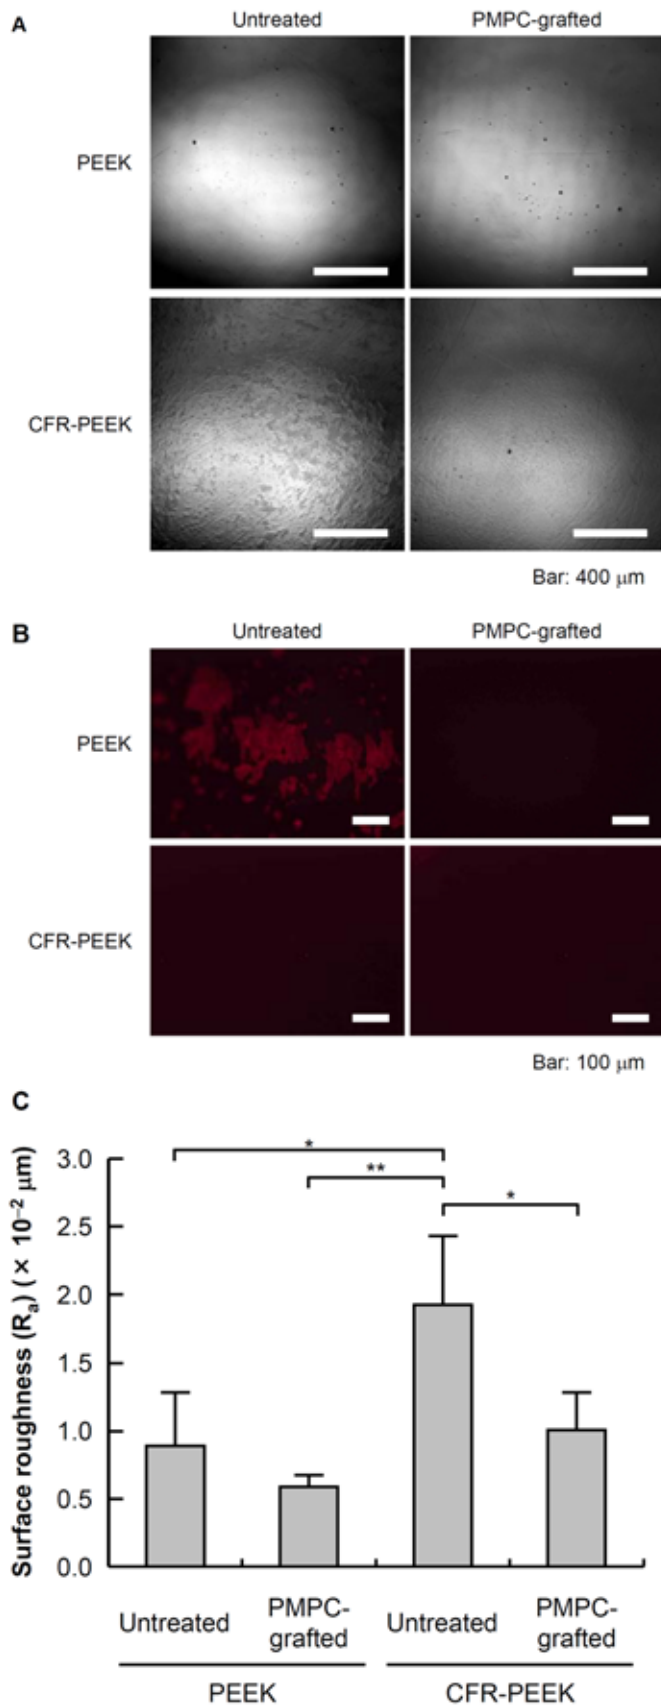 A
Untreated PMPC-grafted
PEEK
CFR-PEEK
Bar: 400 μm
B
Untreated PMPC-grafted
PEEK
CFR-PEEK
Bar: 100 μm
C
Surface roughness (Rₐ) (× 10⁻² μm)
3.0
2.5
2.0
1.5
1.0
0.5
0.0
*
**
*
Untreated PMPC-grafted Untreated PMPC-grafted
PEEK CFR-PEEK